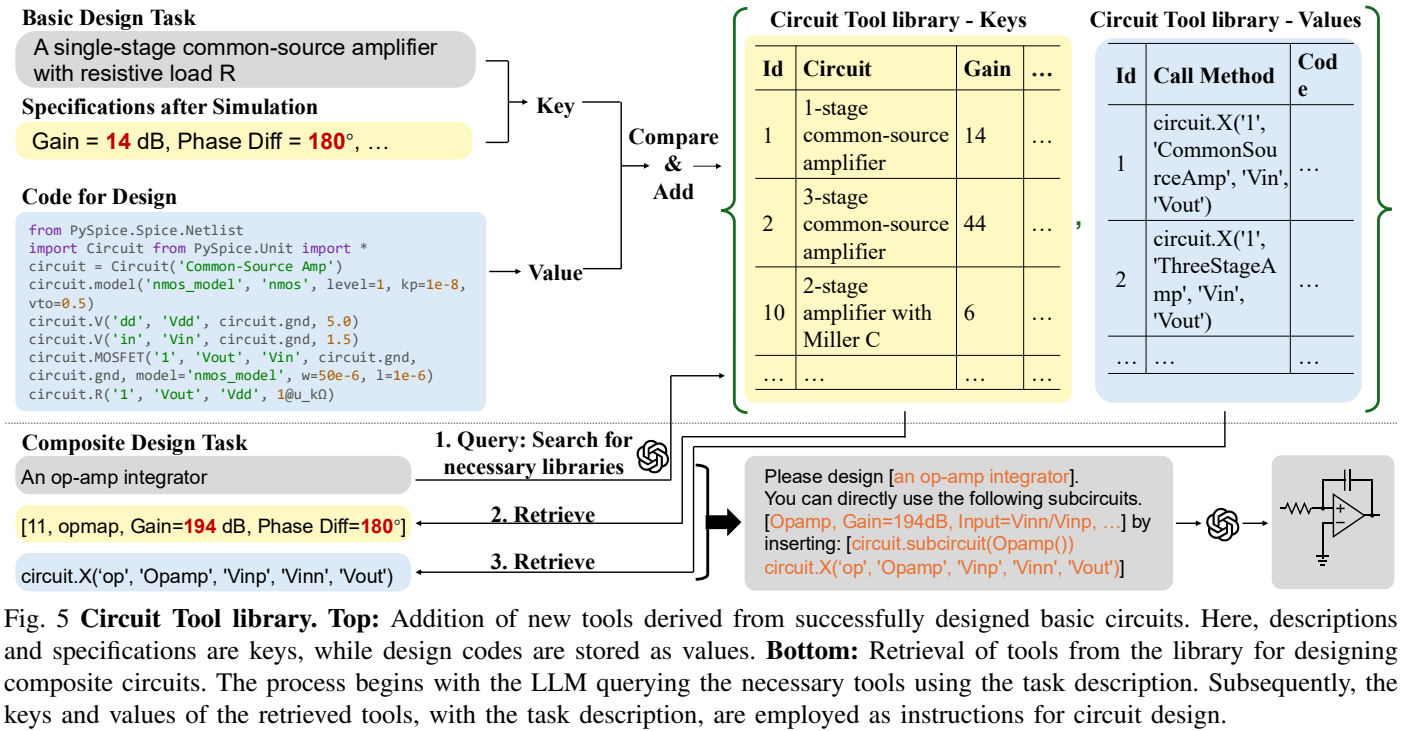 Basic Design Task
A single-stage common-source amplifier
with resistive load R
Specifications after Simulation
Gain = 14 dB, Phase Diff = 180°, …
Code for Design
from PySpice.Spice.Netlist
import Circuit from PySpice.Unit import *
circuit = Circuit('Common-Source Amp')
circuit.model('nmos_model', 'nmos', level=1, kp=1e-8,
vto=0.5)
circuit.V('dd', 'Vdd', circuit.gnd, 5.0)
circuit.V('in', 'Vin', circuit.gnd, 1.5)
circuit.MOSFET('1', 'Vout', 'Vin', circuit.gnd,
circuit.gnd, model='nmos_model', w=50e-6, l=1e-6)
circuit.R('1', 'Vout', 'Vdd', 1@u_kΩ)
Key
Value
Compare
&
Add
Circuit Tool library - Keys
Id Circuit Gain …
1 1-stage
common-source
amplifier 14 …
2 3-stage
common-source
amplifier 44 …
10 2-stage
amplifier with
Miller C 6 …
… … … …
,
Circuit Tool library - Values
Id Call Method Cod
e
1 circuit.X('1',
'CommonSou
rceAmp', 'Vin',
'Vout') …
2 circuit.X('1',
'ThreeStageA
mp', 'Vin',
'Vout') …
… … …
Composite Design Task
An op-amp integrator
[11, opmap, Gain=194 dB, Phase Diff=180°]
circuit.X(‘op', 'Opamp', 'Vinp', 'Vinn', 'Vout')
1. Query: Search for
necessary libraries
2. Retrieve
3. Retrieve
Please design [an op-amp integrator].
You can directly use the following subcircuits.
[Opamp, Gain=194dB, Input=Vinn/Vinp, …] by
inserting: [circuit.subcircuit(Opamp())
circuit.X(‘op', 'Opamp', 'Vinp', 'Vinn', 'Vout')]
+
−
Fig. 5 Circuit Tool library. Top: Addition of new tools derived from successfully designed basic circuits. Here, descriptions
and specifications are keys, while design codes are stored as values. Bottom: Retrieval of tools from the library for designing
composite circuits. The process begins with the LLM querying the necessary tools using the task description. Subsequently, the
keys and values of the retrieved tools, with the task description, are employed as instructions for circuit design.